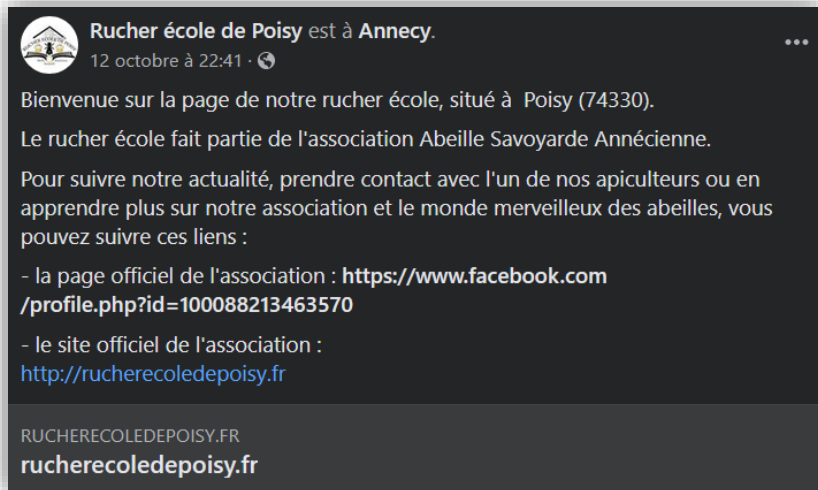 Rucher école de Poisy est à Annecy.
12 octobre à 22:41 ·
Bienvenue sur la page de notre rucher école, situé à  Poisy (74330).
Le rucher école fait partie de l'association Abeille Savoyarde Annécienne.
Pour suivre notre actualité, prendre contact avec l'un de nos apiculteurs ou en
apprendre plus sur notre association et le monde merveilleux des abeilles, vous
pouvez suivre ces liens :
- la page officiel de l'association : https://www.facebook.com
/profile.php?id=100088213463570
- le site officiel de l'association :
http://rucherecoledepoisy.fr
RUCHERECOLEDEPOISY.FR
rucherecoledepoisy.fr